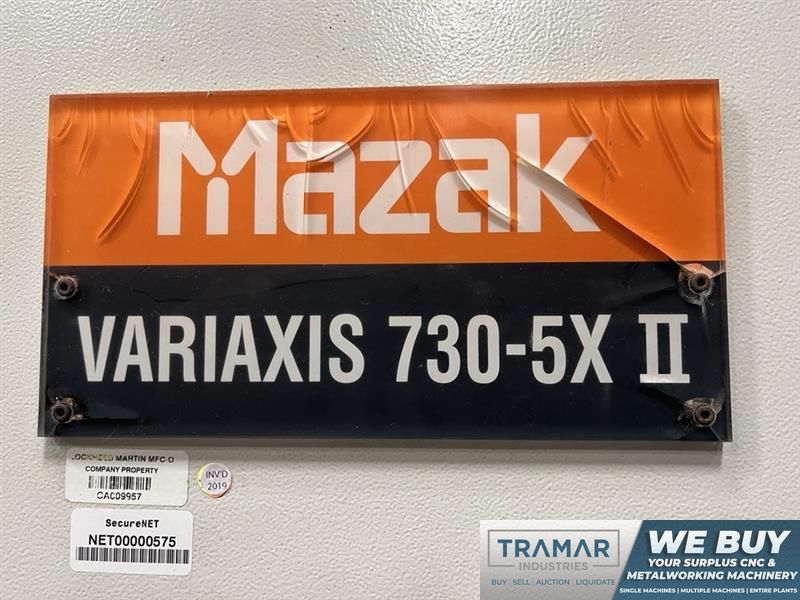 Mazak
VARIAXIS 730-5X II
LOCKHEED MARTIN MFC-O
COMPANY PROPERTY
CA009957
INV'D
2019
SecureNET
NET00000575
TRAMAR
INDUSTRIES
BUY | SELL | AUCTION | LIQUIDATE
WE BUY
YOUR SURPLUS CNC &
METALWORKING MACHINERY
SINGLE MACHINES | MULTIPLE MACHINES | ENTIRE PLANTS